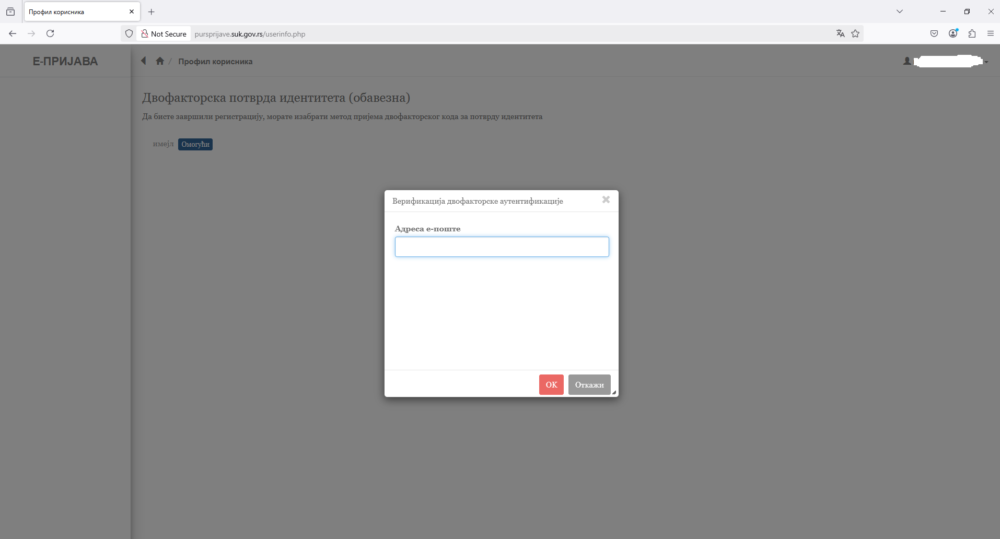 Профил корисника
Not Secure
pursprijave.suk.gov.rs/userinfo.php
Е-ПРИЈАВА
/ Профил корисника
Двофакторска потврда идентитета (обавезна)
Да бисте завршили регистрацију, морате изабрати метод пријема двофакторског кода за потврду идентитета
имејл Омогући
Верификација двофакторске аутентификације
Адреса е-поште
OK Откажи